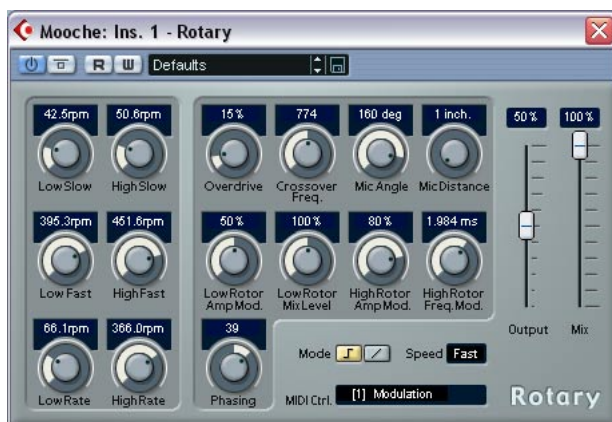 Mooche: Ins. 1 - Rotary
R W Defaults
42.5rpm 50.6rpm 15% 774 160 deg 1 inch. 50% 100%
Low Slow High Slow Overdrive Crossover Freq. Mic Angle Mic Distance
395.3rpm 451.6rpm 50% 100% 80% 1.984 ms
Low Fast High Fast Low Rotor Amp Mod. Low Rotor Mix Level High Rotor Amp Mod. High Rotor Freq. Mod.
Output Mix
66.1rpm 366.0rpm 39
Mode Speed Fast
Low Rate High Rate Phasing MIDI Ctrl. [1] Modulation
Rotary